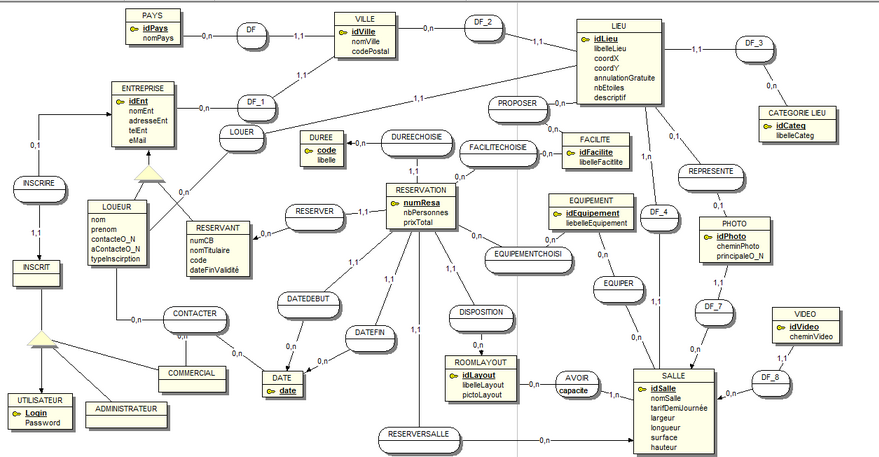 PAYS
idPays
nomPays
0,n
DF
1,1
VILLE
idVille
nomVille
codePostal
0,n
DF_2
1,1
LIEU
idLieu
libelleLieu
coordX
coordY
annulationGratuite
nbEtoiles
descriptif
1,1
DF_3
0,n
CATEGORIE LIEU
idCateg
libelleCateg
ENTREPRISE
idEnt
nomEnt
adresseEnt
telEnt
eMail
0,n
DF_1
1,1
1,1
LOUER
0,n
PROPOSER
0,n
0,n
FACILITE
idFacilite
libelleFacitlite
DUREE
code
libelle
0,n
DUREECHOISIE
1,1
FACILITECHOISIE
0,n
0,n
0,1
INSCRIRE
1,1
1,1
0,n
REPRESENTE
0,1
LOUEUR
nom
prenom
contacteO_N
aContacteO_N
typeInscirption
RESERVANT
numCB
nomTitulaire
code
dateFinValidité
0,n
RESERVER
1,1
RESERVATION
numResa
nbPersonnes
prixTotal
EQUIPEMENT
idEquipement
liebelleEquipement
0,n
EQUIPEMENTCHOISI
0,n
DF_4
1,1
PHOTO
idPhoto
cheminPhoto
principaleO_N
1,1
DF_7
0,n
INSCRIT
0,n
EQUIPER
0,n
1,1
DATEDEBUT
0,n
1,1
DATEFIN
0,n
1,1
1,1
DISPOSITION
0,n
VIDEO
idVideo
cheminVideo
1,1
DF_8
0,n
0,n
CONTACTER
0,n
0,n
COMMERCIAL
DATE
date
ROOMLAYOUT
idLayout
libelleLayout
pictoLayout
0,n
AVOIR
capacite
1,n
SALLE
idSalle
nomSalle
tarifDemiJournée
largeur
longueur
surface
hauteur
UTILISATEUR
Login
Password
ADMINISTRATEUR
RESERVERSALLE
0,n